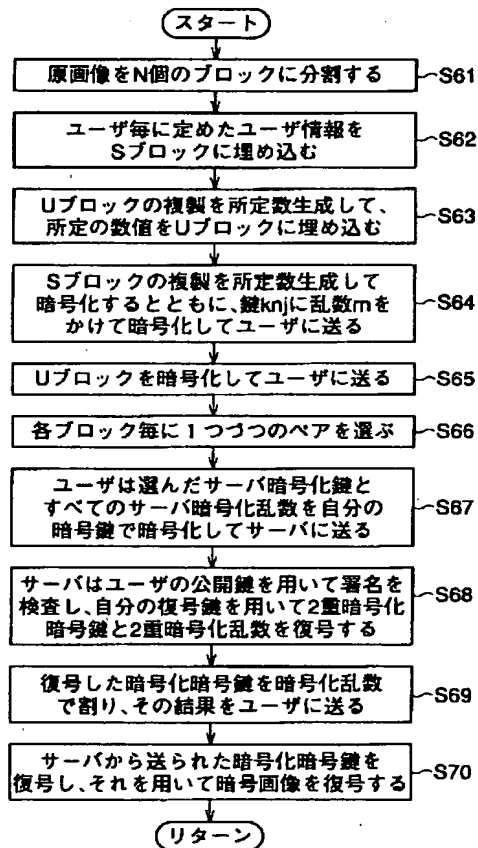 スタート
原画像をN個のブロックに分割する
S61
ユーザ毎に定めたユーザ情報を
Sブロックに埋め込む
S62
Uブロックの複製を所定数生成して、
所定の数値をUブロックに埋め込む
S63
Sブロックの複製を所定数生成して
暗号化するとともに、鍵knjに乱数mを
かけて暗号化してユーザに送る
S64
Uブロックを暗号化してユーザに送る
S65
各ブロック毎に1つづつのペアを選ぶ
S66
ユーザは選んだサーバ暗号化鍵と
すべてのサーバ暗号化乱数を自分の
暗号鍵で暗号化してサーバに送る
S67
サーバはユーザの公開鍵を用いて署名を
検査し、自分の復号鍵を用いて2重暗号化
暗号鍵と2重暗号化乱数を復号する
S68
復号した暗号化暗号鍵を暗号化乱数
で割り、その結果をユーザに送る
S69
サーバから送られた暗号化暗号鍵を
復号し、それを用いて暗号画像を復号する
S70
リターン